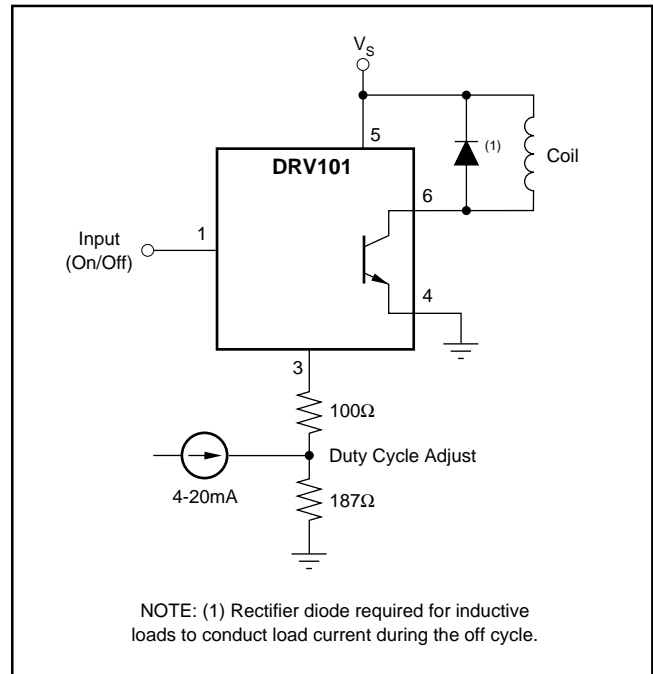 V_S
5
DRV101
(1)
Coil
6
1
Input
(On/Off)
4
3
100Ω
Duty Cycle Adjust
4-20mA
187Ω
NOTE: (1) Rectifier diode required for inductive
loads to conduct load current during the off cycle.